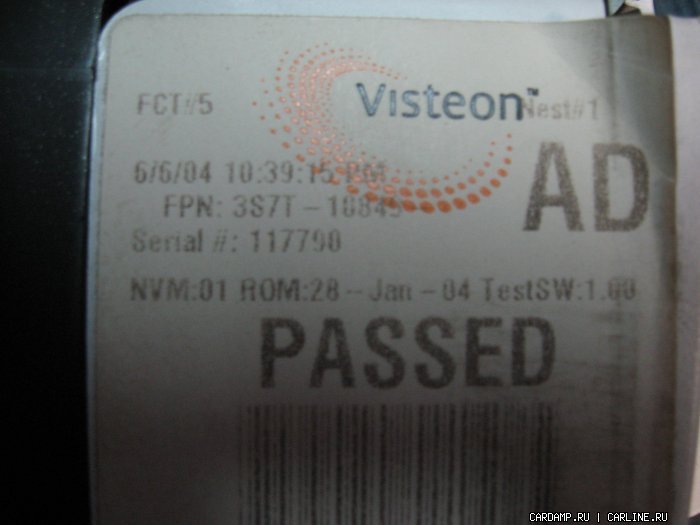 Visteon™
FCT#5 Nest#1
6/6/04 10:39:15 PM
AD
FPN: 3S7T-10849-
Serial #: 117790
NVM:01 ROM:28-Jan-04 TestSW:1.00
PASSED
CARDAMP.RU | CARLINE.RU